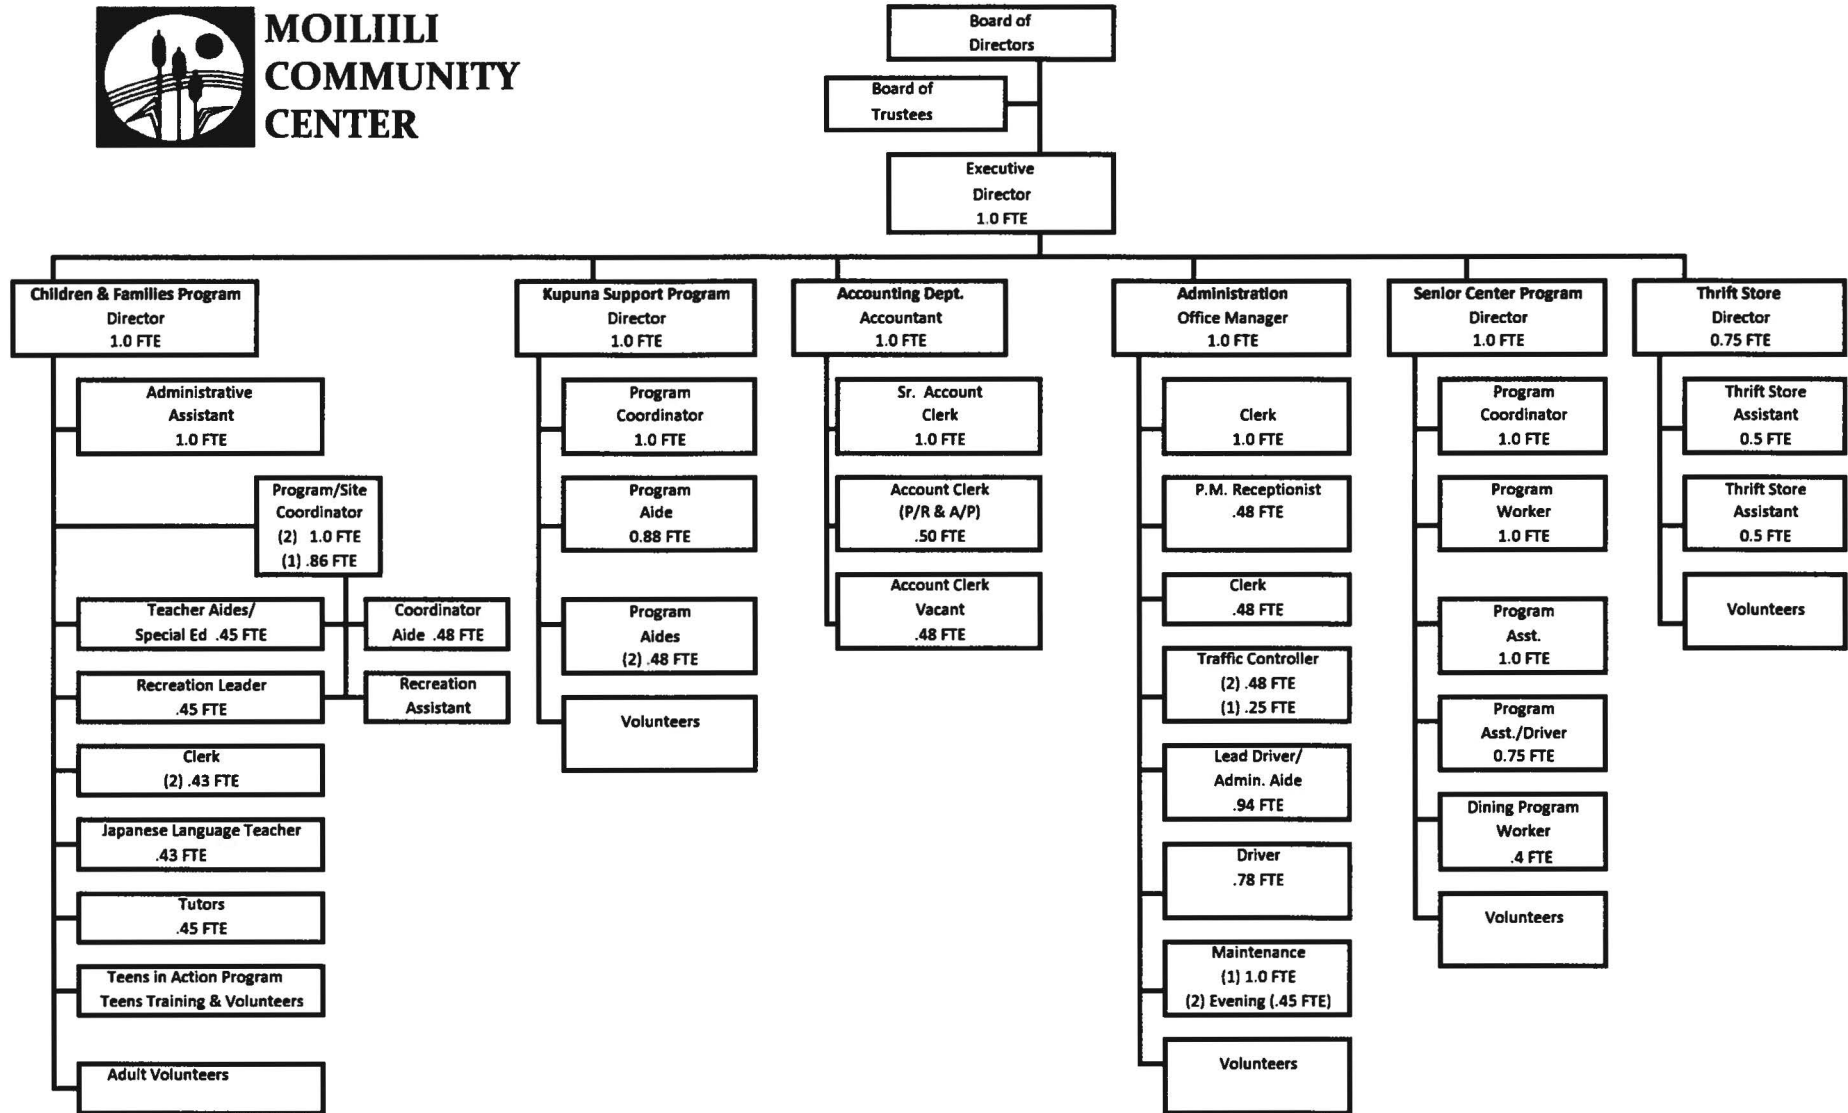 MOILIILI
COMMUNITY
CENTER
Board of
Directors
Board of
Trustees
Executive
Director
1.0 FTE
Children & Families Program
Director
1.0 FTE
Administrative
Assistant
1.0 FTE
Program/Site
Coordinator
(2) 1.0 FTE
(1) .86 FTE
Teacher Aides/
Special Ed .45 FTE
Coordinator
Aide .48 FTE
Recreation Leader
.45 FTE
Recreation
Assistant
Clerk
(2) .43 FTE
Japanese Language Teacher
.43 FTE
Tutors
.45 FTE
Teens in Action Program
Teens Training & Volunteers
Adult Volunteers
Kupuna Support Program
Director
1.0 FTE
Program
Coordinator
1.0 FTE
Program
Aide
0.88 FTE
Program
Aides
(2) .48 FTE
Volunteers
Accounting Dept.
Accountant
1.0 FTE
Sr. Account
Clerk
1.0 FTE
Account Clerk
(P/R & A/P)
.50 FTE
Account Clerk
Vacant
.48 FTE
Administration
Office Manager
1.0 FTE
Clerk
1.0 FTE
P.M. Receptionist
.48 FTE
Clerk
.48 FTE
Traffic Controller
(2) .48 FTE
(1) .25 FTE
Lead Driver/
Admin. Aide
.94 FTE
Driver
.78 FTE
Maintenance
(1) 1.0 FTE
(2) Evening (.45 FTE)
Volunteers
Senior Center Program
Director
1.0 FTE
Program
Coordinator
1.0 FTE
Program
Worker
1.0 FTE
Program
Asst.
1.0 FTE
Program
Asst./Driver
0.75 FTE
Dining Program
Worker
.4 FTE
Volunteers
Thrift Store
Director
0.75 FTE
Thrift Store
Assistant
0.5 FTE
Thrift Store
Assistant
0.5 FTE
Volunteers